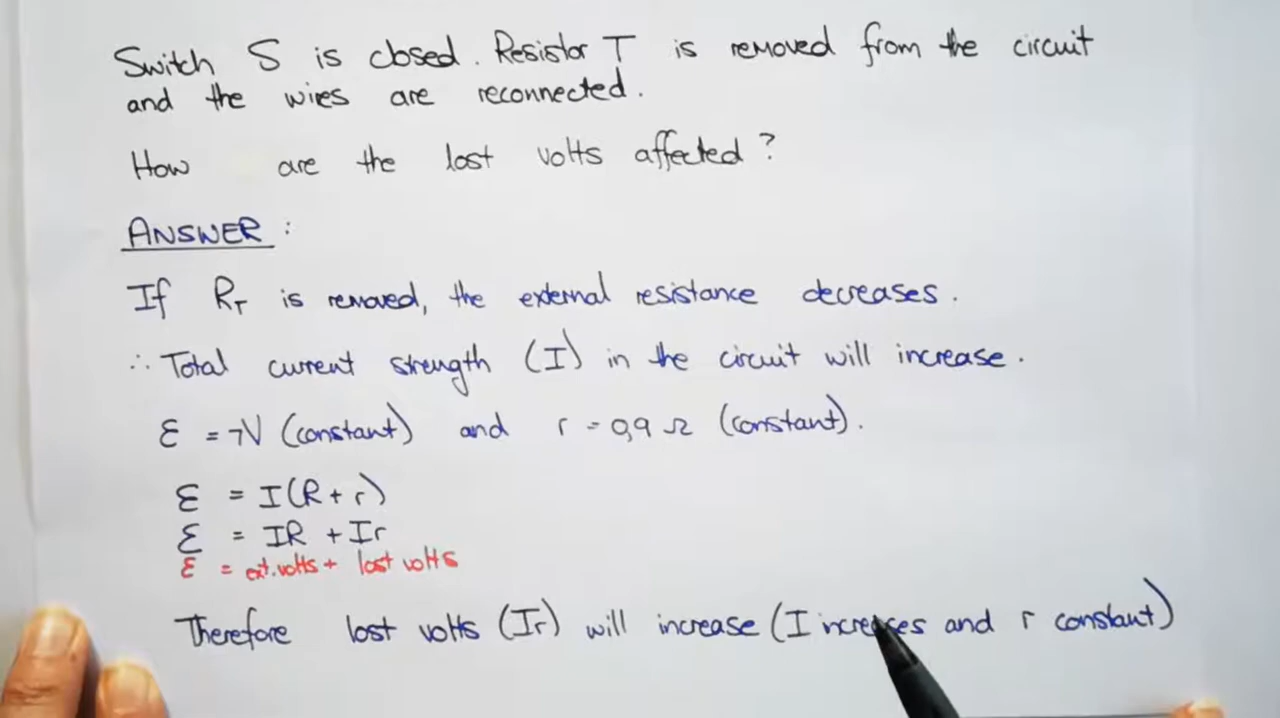 Switch S is closed. Resistor T is removed from the circuit
and the wires are reconnected.
How are the lost volts affected?
ANSWER:
If R_T is removed, the external resistance decreases.
∴ Total current strength (I) in the circuit will increase.
Ɛ = 7V (constant) and r = 0,9 Ω (constant).
Ɛ = I(R + r)
Ɛ = IR + Ir
Ɛ = ext. volts + lost volts
Therefore lost volts (Ir) will increase (I increases and r constant)